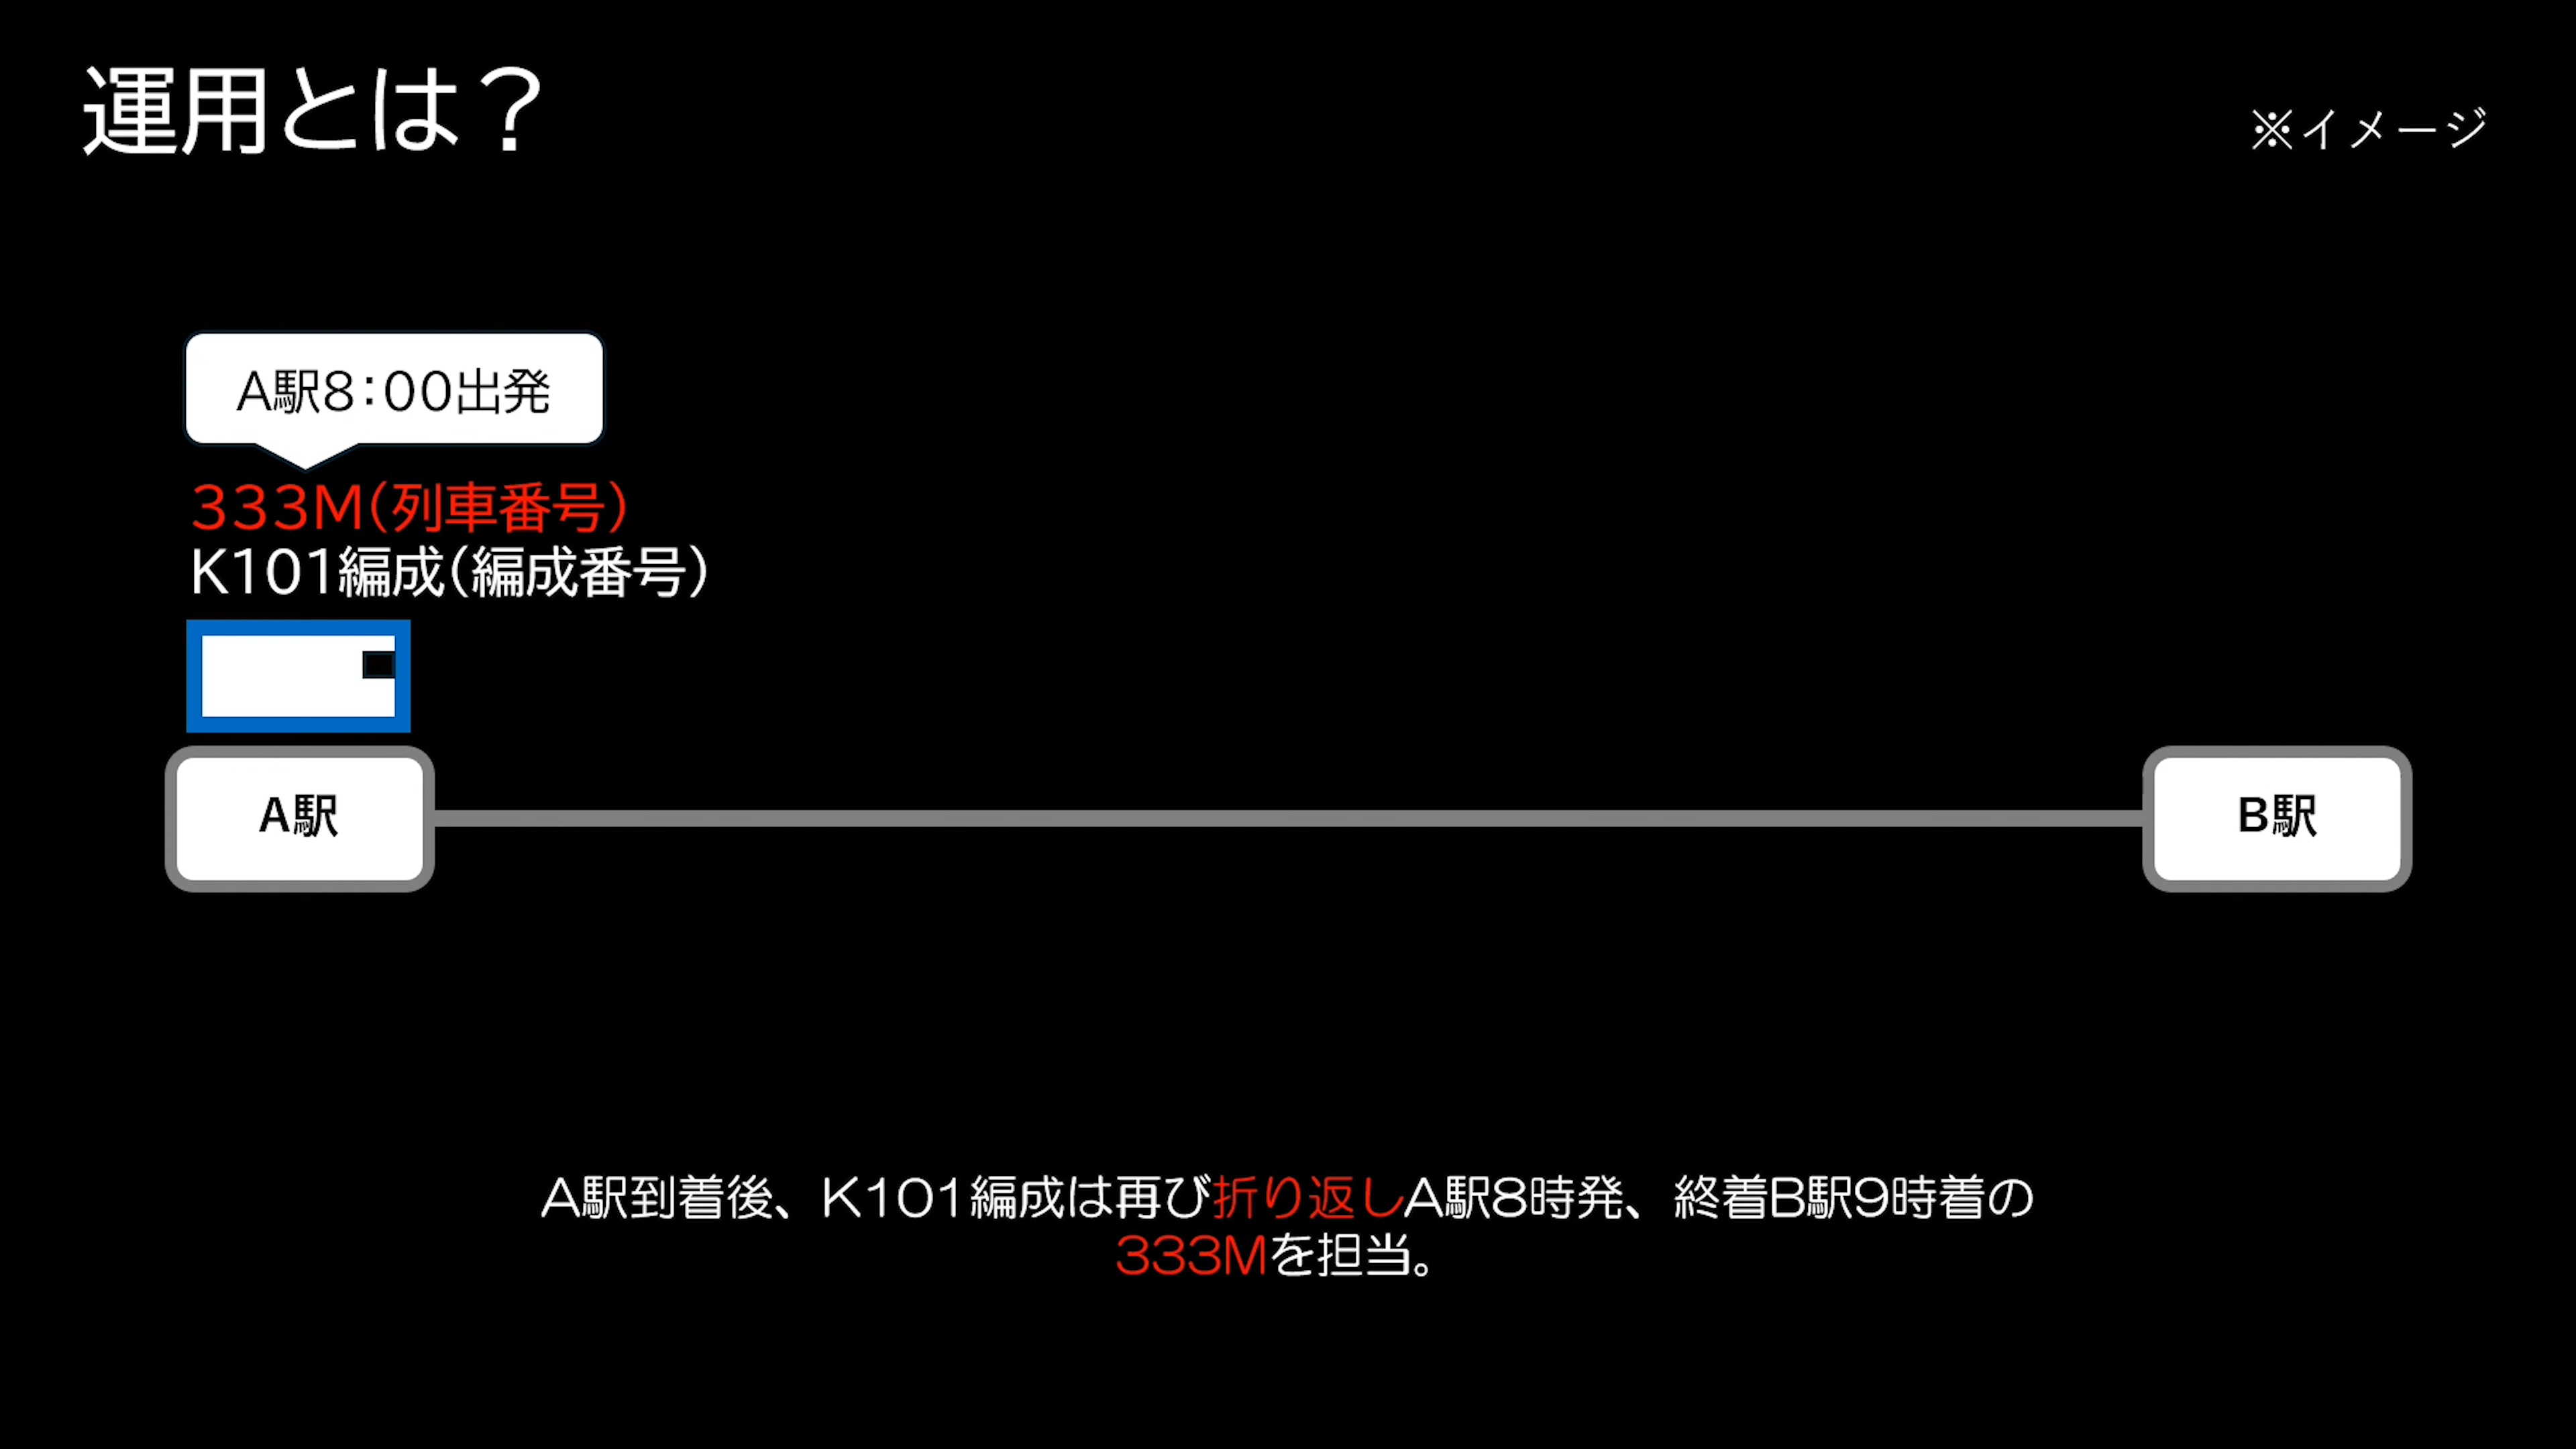 運用とは？
※イメージ
A駅8：00出発
333M(列車番号)
K101編成(編成番号)
A駅
B駅
A駅到着後、K101編成は再び折り返しA駅8時発、終着B駅9時着の
333Mを担当。